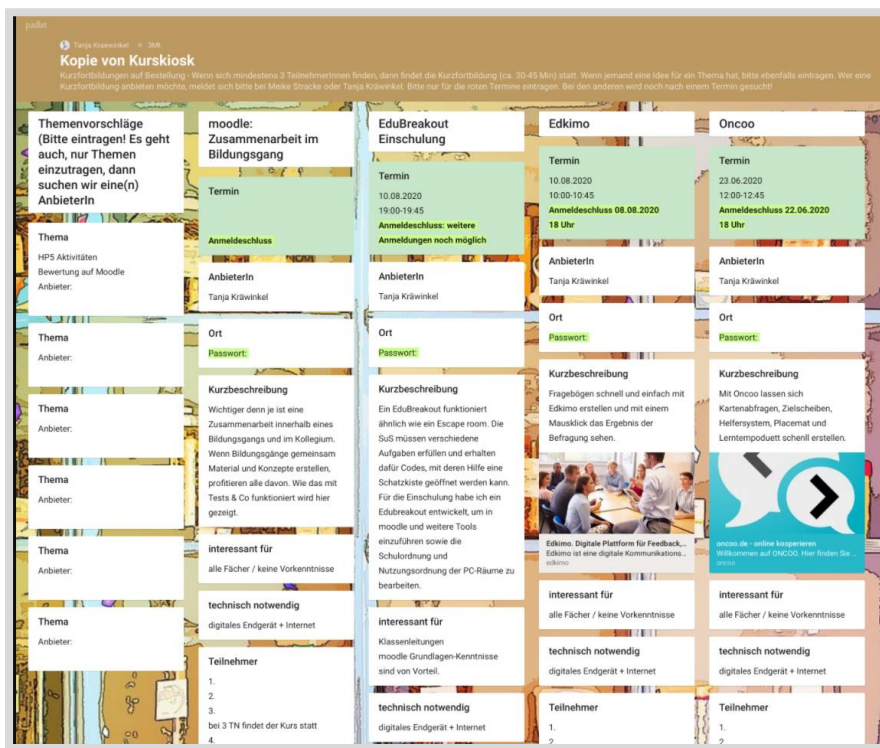 padlet
Tanja Kraewinkel 3Mt
Kopie von Kurskiosk
Kurzfortbildungen auf Bestellung - Wenn sich mindestens 3 TeilnehmerInnen finden, dann findet die Kurzfortbildung (ca. 30-45 Min) statt. Wenn jemand eine Idee für ein Thema hat, bitte ebenfalls eintragen. Wer eine
Kurzfortbildung anbieten möchte, meldet sich bitte bei Meike Stracke oder Tanja Kräwinkel. Bitte nur für die roten Termine eintragen. Bei den anderen wird noch nach einem Termin gesucht!
Themenvorschläge
(Bitte eintragen! Es geht
auch, nur Themen
einzutragen, dann
suchen wir eine(n)
AnbieterIn
Thema
HP5 Aktivitäten
Bewertung auf Moodle
Anbieter:
Thema
Anbieter:
Thema
Anbieter:
Thema
Anbieter:
Thema
Anbieter:
Thema
Anbieter:
moodle:
Zusammenarbeit im
Bildungsgang
Termin
Anmeldeschluss
AnbieterIn
Tanja Kräwinkel
Ort
Passwort:
Kurzbeschreibung
Wichtiger denn je ist eine
Zusammenarbeit innerhalb eines
Bildungsgangs und im Kollegium.
Wenn Bildungsgänge gemeinsam
Material und Konzepte erstellen,
profitieren alle davon. Wie das mit
Tests & Co funktioniert wird hier
gezeigt.
interessant für
alle Fächer / keine Vorkenntnisse
technisch notwendig
digitales Endgerät + Internet
Teilnehmer
1.
2.
3.
bei 3 TN findet der Kurs statt
4.
EduBreakout
Einschulung
Termin
10.08.2020
19:00-19:45
Anmeldeschluss: weitere
Anmeldungen noch möglich
AnbieterIn
Tanja Kräwinkel
Ort
Passwort:
Kurzbeschreibung
Ein EduBreakout funktioniert
ähnlich wie ein Escape room. Die
SuS müssen verschiedene
Aufgaben erfüllen und erhalten
dafür Codes, mit deren Hilfe eine
Schatzkiste geöffnet werden kann.
Für die Einschulung habe ich ein
Edubreakout entwickelt, um in
moodle und weitere Tools
einzuführen sowie die
Schulordnung und
Nutzungsordnung der PC-Räume zu
bearbeiten.
interessant für
Klassenleitungen
moodle Grundlagen-Kenntnisse
sind von Vorteil.
technisch notwendig
digitales Endgerät + Internet
Edkimo
Termin
10.08.2020
10:00-10:45
Anmeldeschluss 08.08.2020
18 Uhr
AnbieterIn
Tanja Kräwinkel
Ort
Passwort:
Kurzbeschreibung
Fragebögen schnell und einfach mit
Edkimo erstellen und mit einem
Mausklick das Ergebnis der
Befragung sehen.
Edkimo. Digitale Plattform für Feedback,...
Edkimo ist eine digitale Kommunikations...
edkimo
interessant für
alle Fächer / keine Vorkenntnisse
technisch notwendig
digitales Endgerät + Internet
Teilnehmer
1.
2
Oncoo
Termin
23.06.2020
12:00-12:45
Anmeldeschluss 22.06.2020
18 Uhr
AnbieterIn
Tanja Kräwinkel
Ort
Passwort:
Kurzbeschreibung
Mit Oncoo lassen sich
Kartenabfragen, Zielscheiben,
Helfersystem, Placemat und
Lerntempoduett schenll erstellen.
oncoo.de - online kooperieren
Willkommen auf ONCOO. Hier finden Sie ...
oncoo
interessant für
alle Fächer / keine Vorkenntnisse
technisch notwendig
digitales Endgerät + Internet
Teilnehmer
1.
2